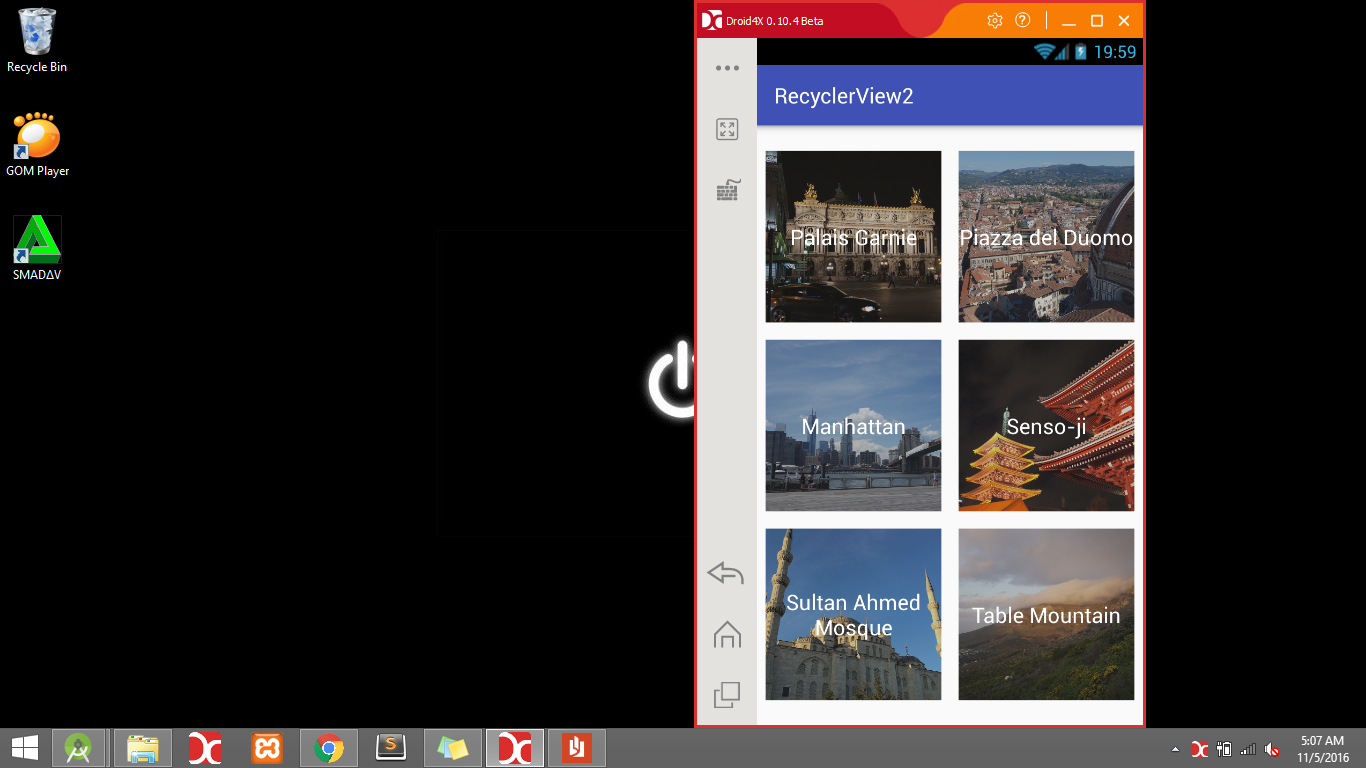 Recycle Bin
GOM Player
SMADΔV
Droid4X 0.10.4 Beta
19:59
RecyclerView2
Palais Garnie
Piazza del Duomo
Manhattan
Senso-ji
Sultan Ahmed
Mosque
Table Mountain
5:07 AM
11/5/2016